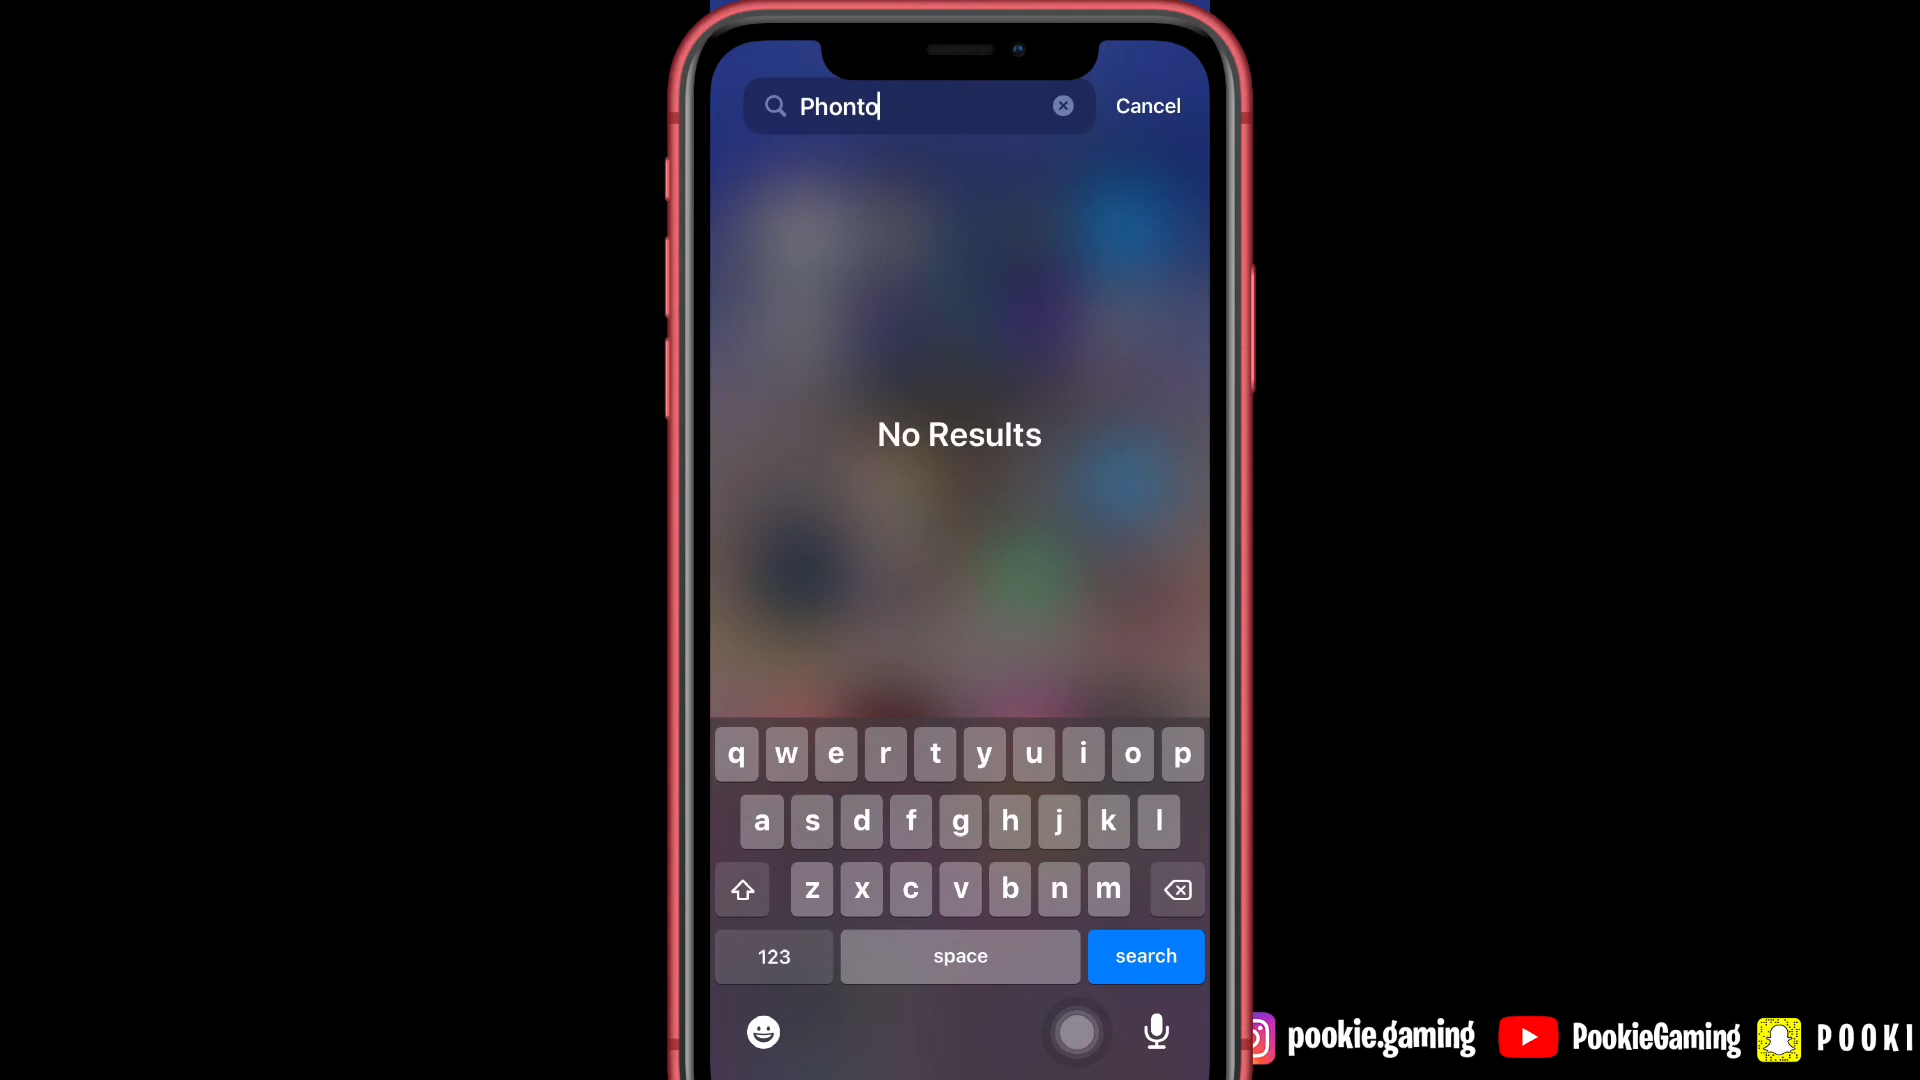 Phonto
Cancel
No Results
q w e r t y u i o p
a s d f g h j k l
z x c v b n m
123 space search
pookie.gaming PookieGaming POOKI